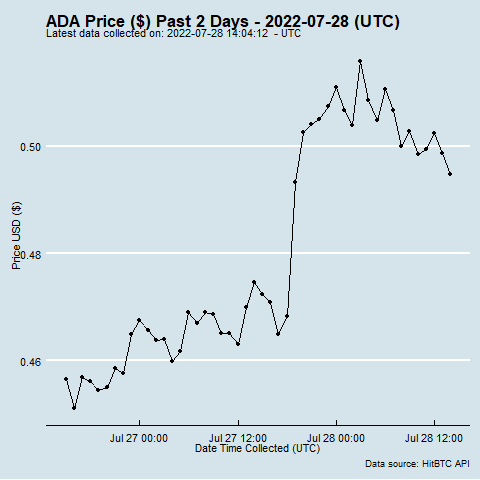 ADA Price ($) Past 2 Days - 2022-07-28 (UTC)
Latest data collected on: 2022-07-28 14:04:12 - UTC
0.50
0.48
0.46
Price USD ($)
Jul 27 00:00 Jul 27 12:00 Jul 28 00:00 Jul 28 12:00
Date Time Collected (UTC)
Data source: HitBTC API